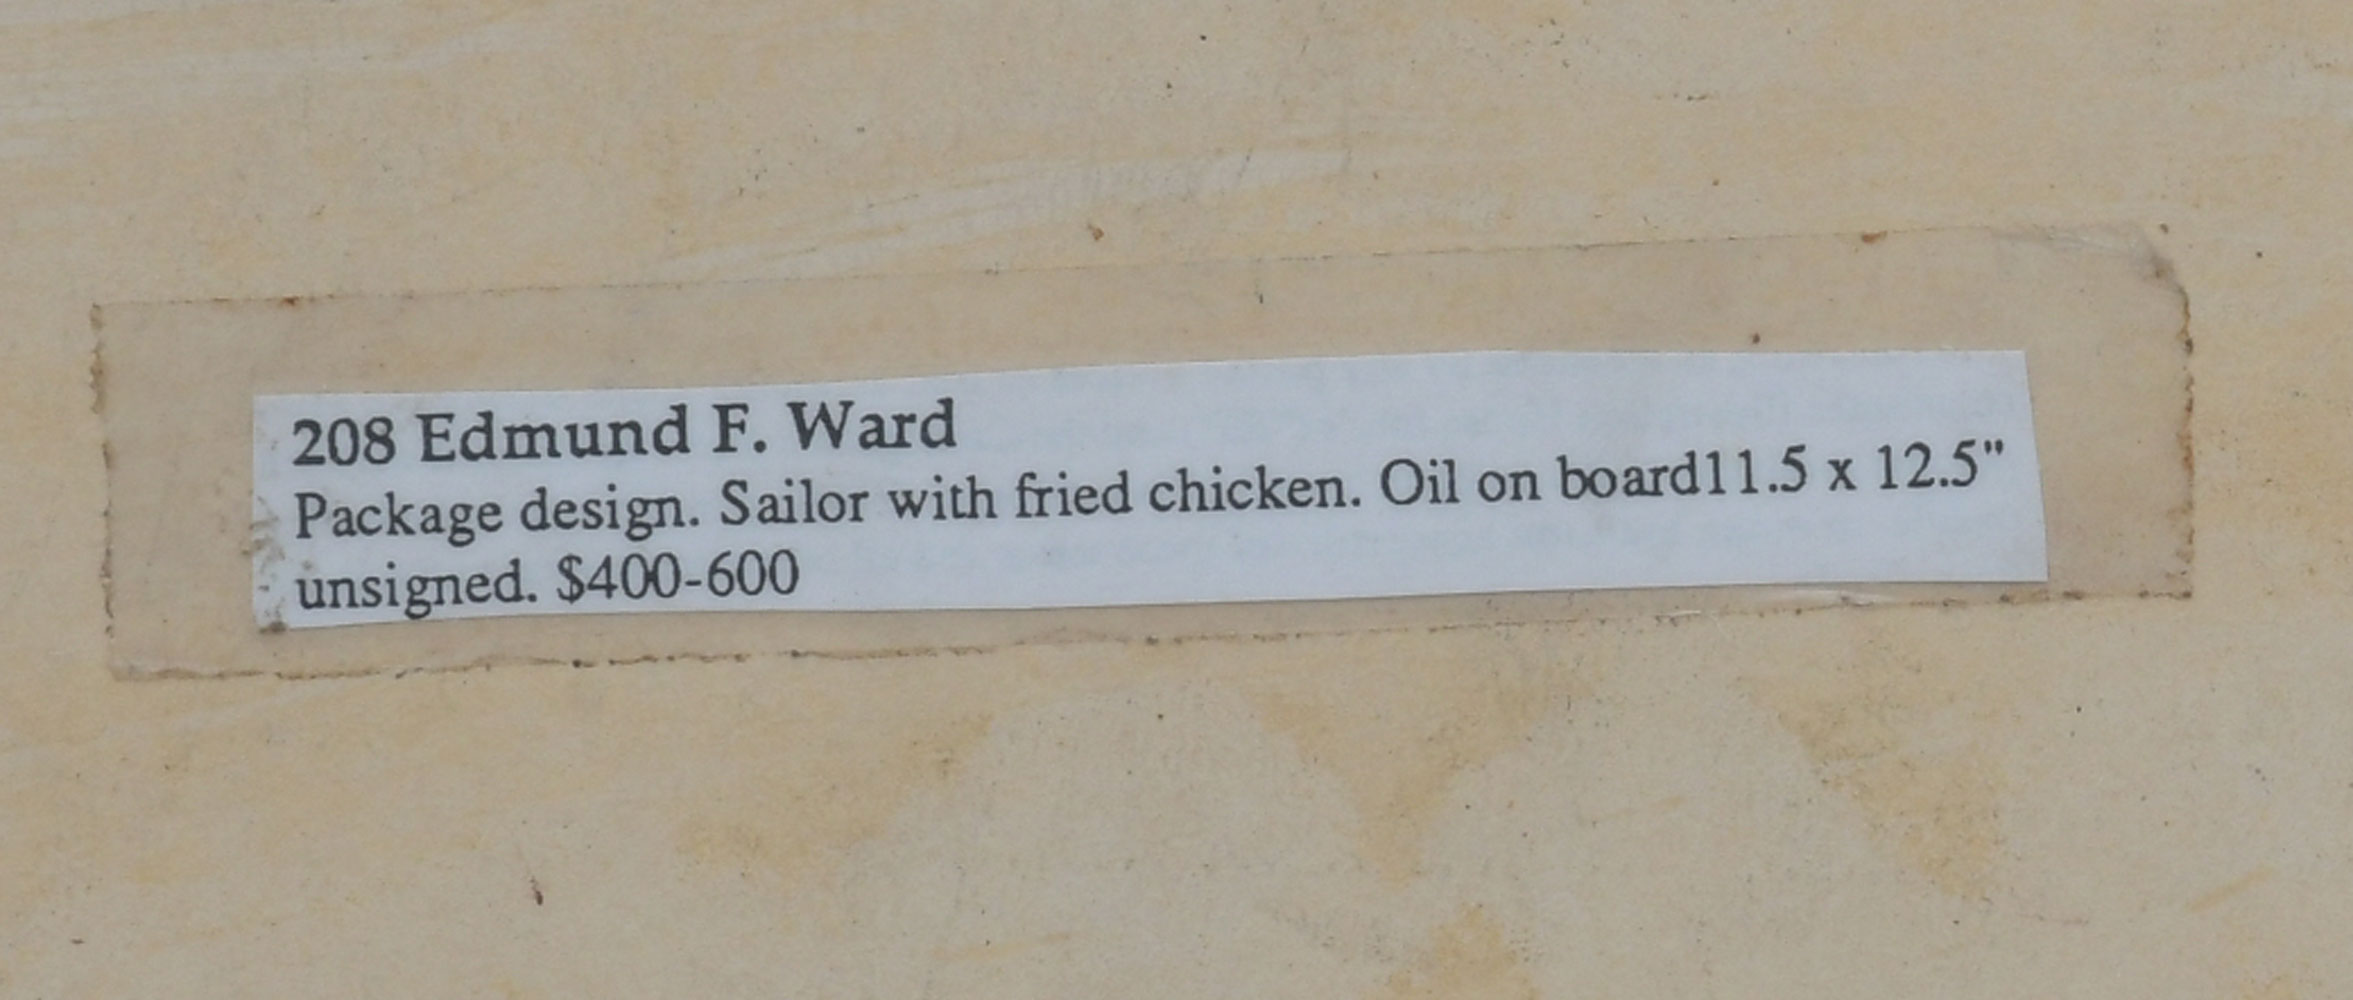 208 Edmund F. Ward
Package design. Sailor with fried chicken. Oil on board11.5 x 12.5"
unsigned. $400-600